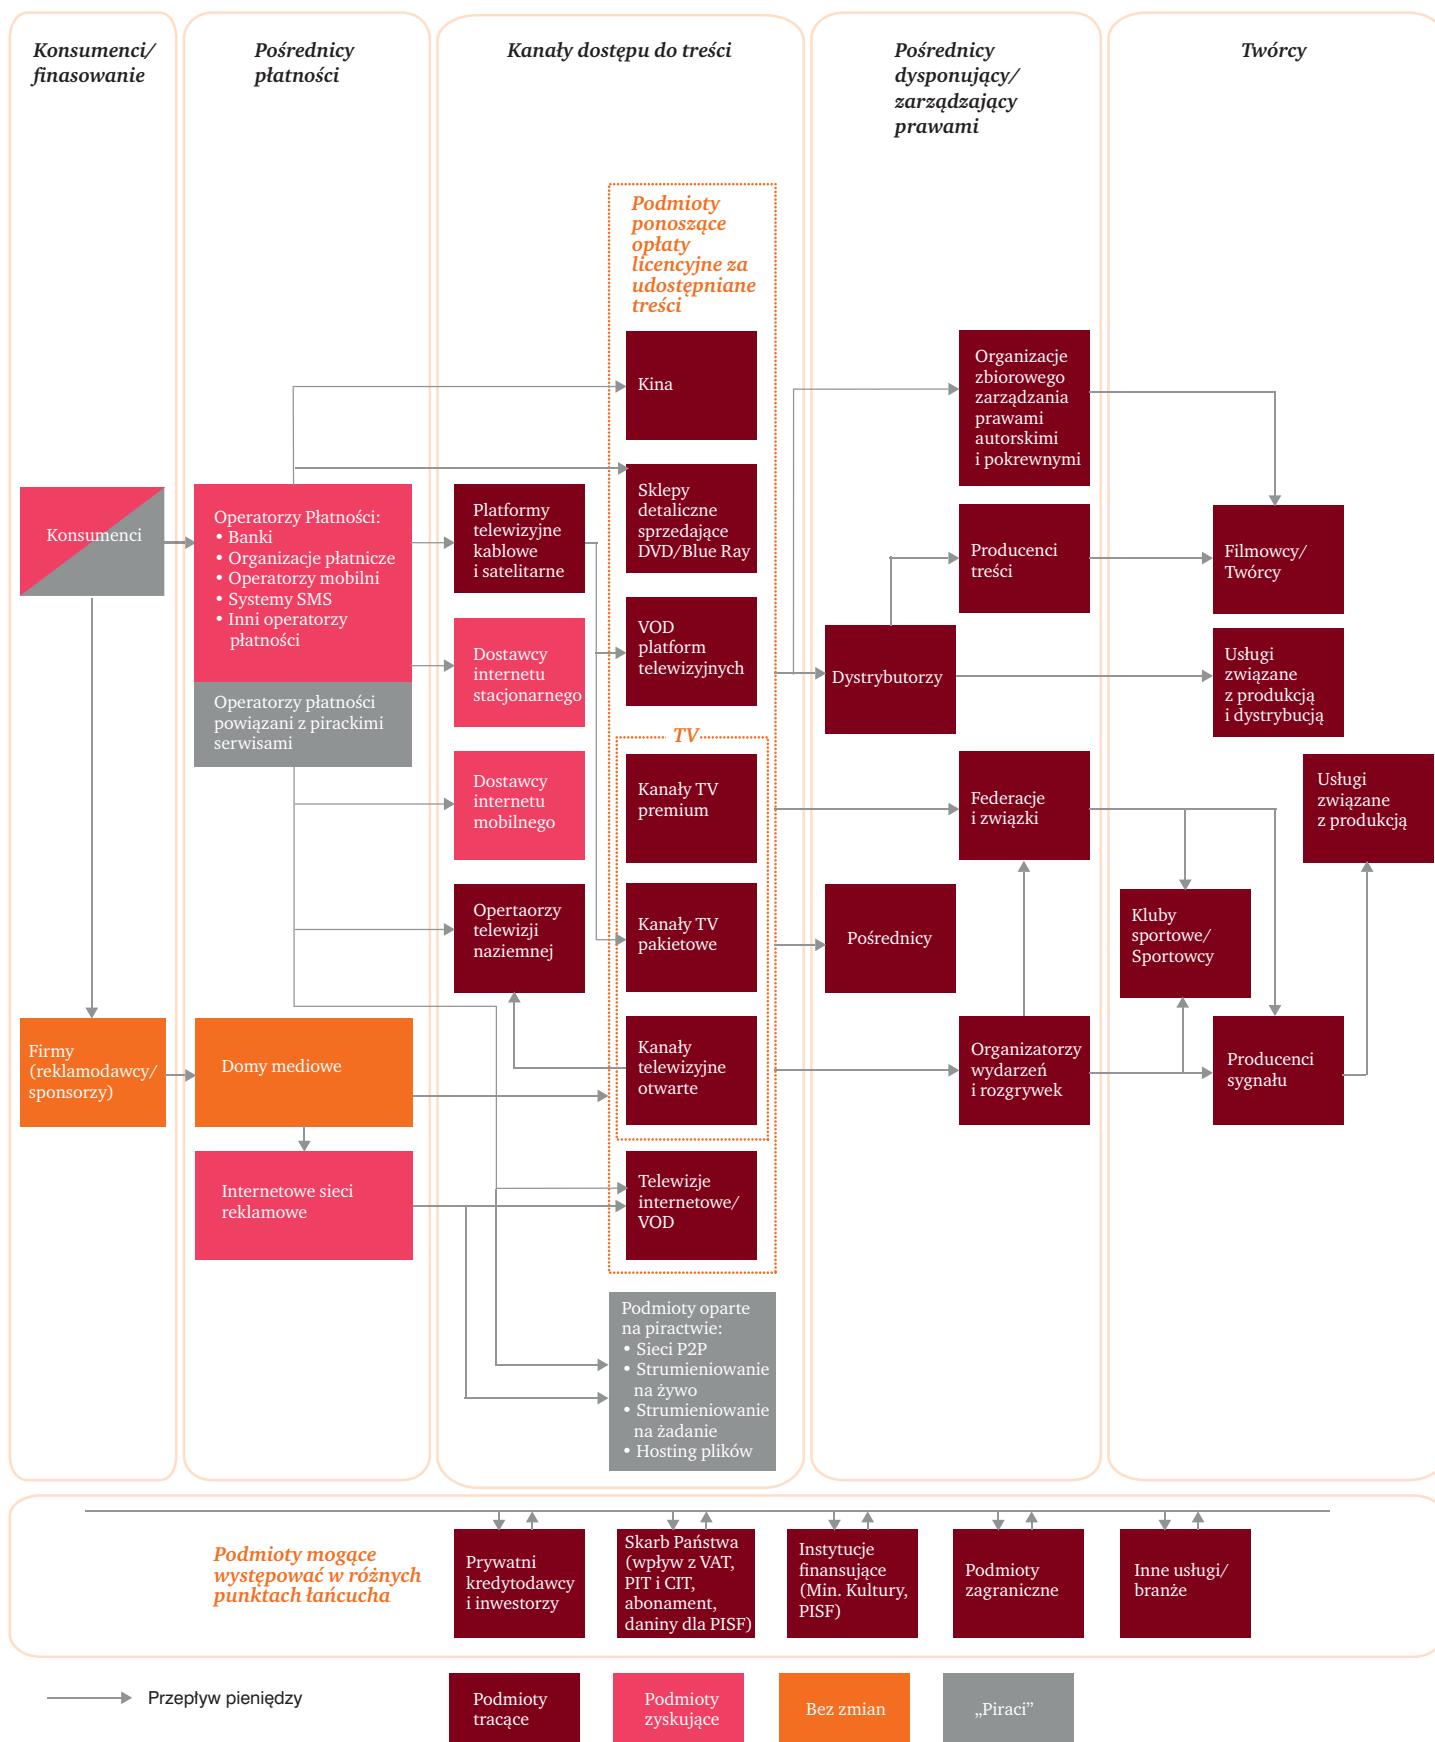 Konsumenci/
finasowanie
Pośrednicy
płatności
Kanały dostępu do treści
Pośrednicy
dysponujący/
zarządzający
prawami
Twórcy
Podmioty
ponoszące
opłaty
licencyjne za
udostępniane
treści
Kina
Organizacje
zbiorowego
zarządzania
prawami
autorskimi
i pokrewnymi
Konsumenci
Operatorzy Płatności:
• Banki
• Organizacje płatnicze
• Operatorzy mobilni
• Systemy SMS
• Inni operatorzy
płatności
Operatorzy płatności
powiązani z pirackimi
serwisami
Platformy
telewizyjne
kablowe
i satelitarne
Sklepy
detaliczne
sprzedające
DVD/Blue Ray
Producenci
treści
Filmowcy/
Twórcy
Dostawcy
internetu
stacjonarnego
VOD
platform
telewizyjnych
Dystrybutorzy
Usługi
związane
z produkcją
i dystrybucją
TV
Dostawcy
internetu
mobilnego
Kanały TV
premium
Federacje
i związki
Usługi
związane
z produkcją
Opertaorzy
telewizji
naziemnej
Kanały TV
pakietowe
Pośrednicy
Kluby
sportowe/
Sportowcy
Firmy
(reklamodawcy/
sponsorzy)
Domy mediowe
Kanały
telewizyjne
otwarte
Organizatorzy
wydarzeń
i rozgrywek
Producenci
sygnału
Internetowe sieci
reklamowe
Telewizje
internetowe/
VOD
Podmioty oparte
na piractwie:
• Sieci P2P
• Strumieniowanie
na żywo
• Strumieniowanie
na żadanie
• Hosting plików
Podmioty mogące
występować w różnych
punktach łańcucha
Prywatni
kredytodawcy
i inwestorzy
Skarb Państwa
(wpływ z VAT,
PIT i CIT,
abonament,
daniny dla PISF)
Instytucje
finansujące
(Min. Kultury,
PISF)
Podmioty
zagraniczne
Inne usługi/
branże
Przepływ pieniędzy
Podmioty
tracące
Podmioty
zyskujące
Bez zmian
„Piraci”